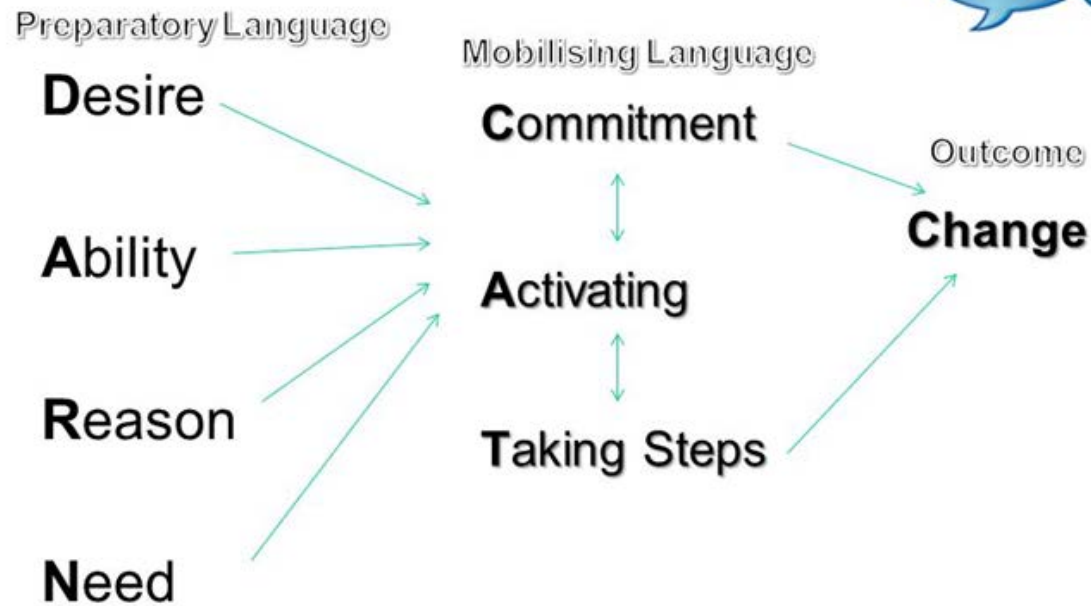 Preparatory Language
Desire
Ability
Reason
Need
Mobilising Language
Commitment
Activating
Taking Steps
Outcome
Change